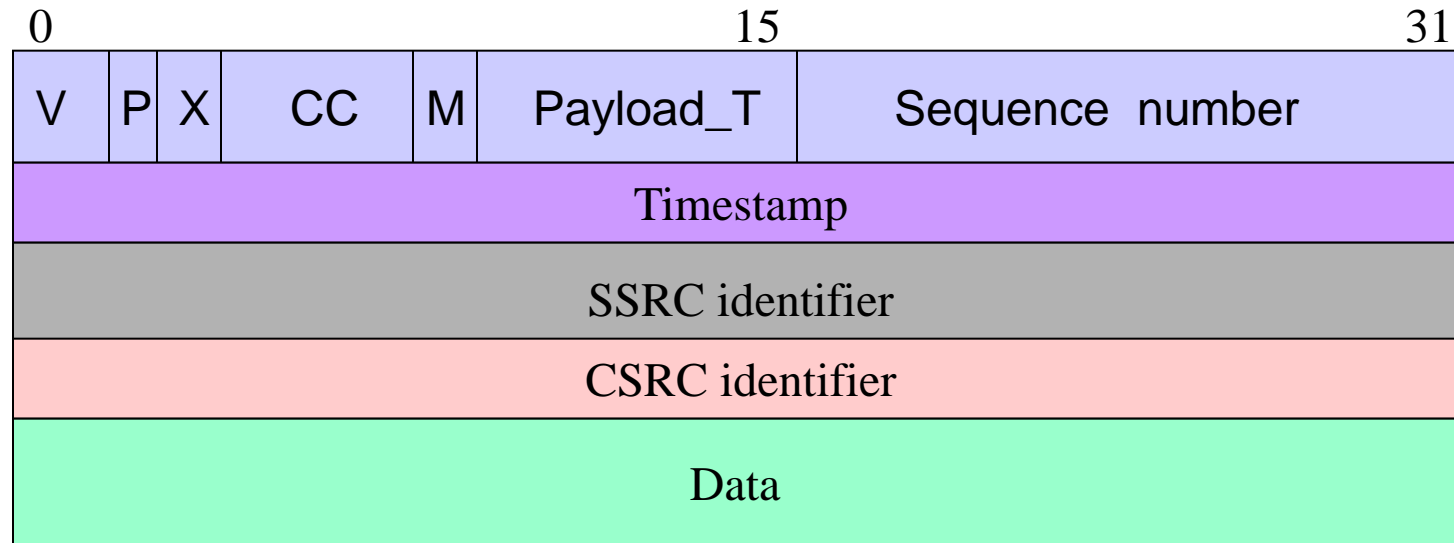 0 15 31
V P X CC M Payload_T Sequence number
Timestamp
SSRC identifier
CSRC identifier
Data